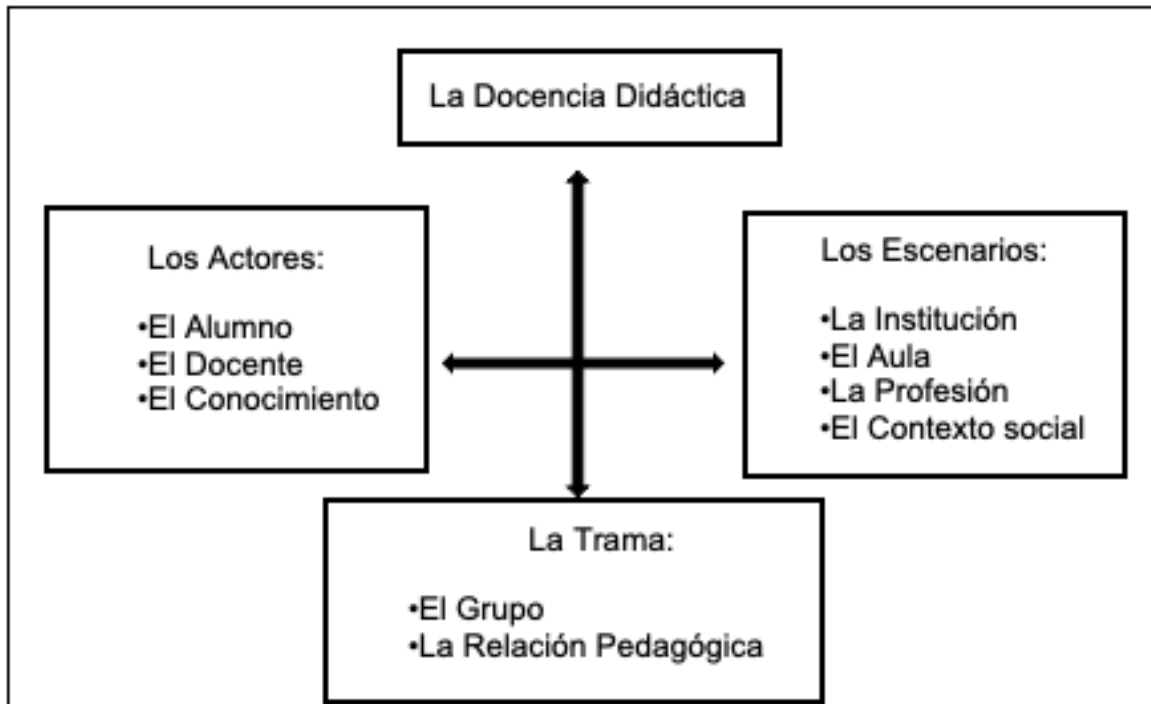 La Docencia Didáctica
Los Actores:
•El Alumno
•El Docente
•El Conocimiento
Los Escenarios:
•La Institución
•El Aula
•La Profesión
•El Contexto social
La Trama:
•El Grupo
•La Relación Pedagógica